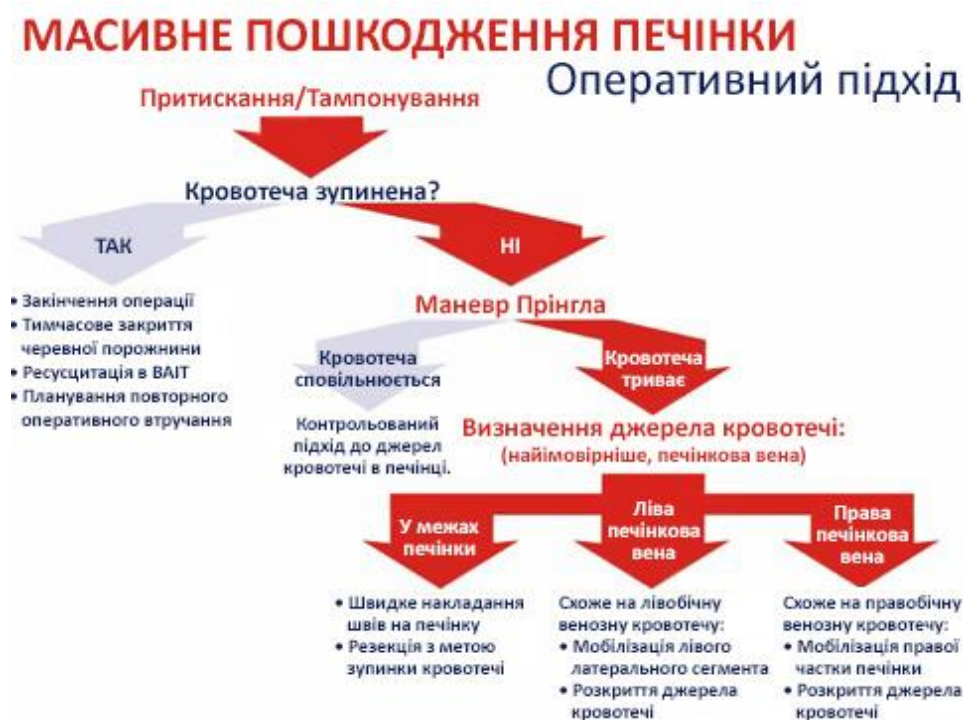 МАСИВНЕ ПОШКОДЖЕННЯ ПЕЧІНКИ
Оперативний підхід
Притискання/Тампонування
Кровотеча зупинена?
ТАК
НІ
• Закінчення операції
• Тимчасове закриття
черевної порожнини
• Ресусцитація в ВАІТ
• Планування повторного
оперативного втручання
Маневр Прінгла
Кровотеча
сповільнюється
Кровотеча
триває
Контрольований
підхід до джерел
кровотечі в печінці.
Визначення джерела кровотечі:
(найімовірніше, печінкова вена)
У межах
печінки
Ліва
печінкова
вена
Права
печінкова
вена
• Швидке накладання
швів на печінку
• Резекція з метою
зупинки кровотечі
Схоже на лівобічну
венозну кровотечу:
• Мобілізація лівого
латерального сегмента
• Розкриття джерела
кровотечі
Схоже на правобічну
венозну кровотечу:
• Мобілізація правої
частки печінки
• Розкриття джерела
кровотечі